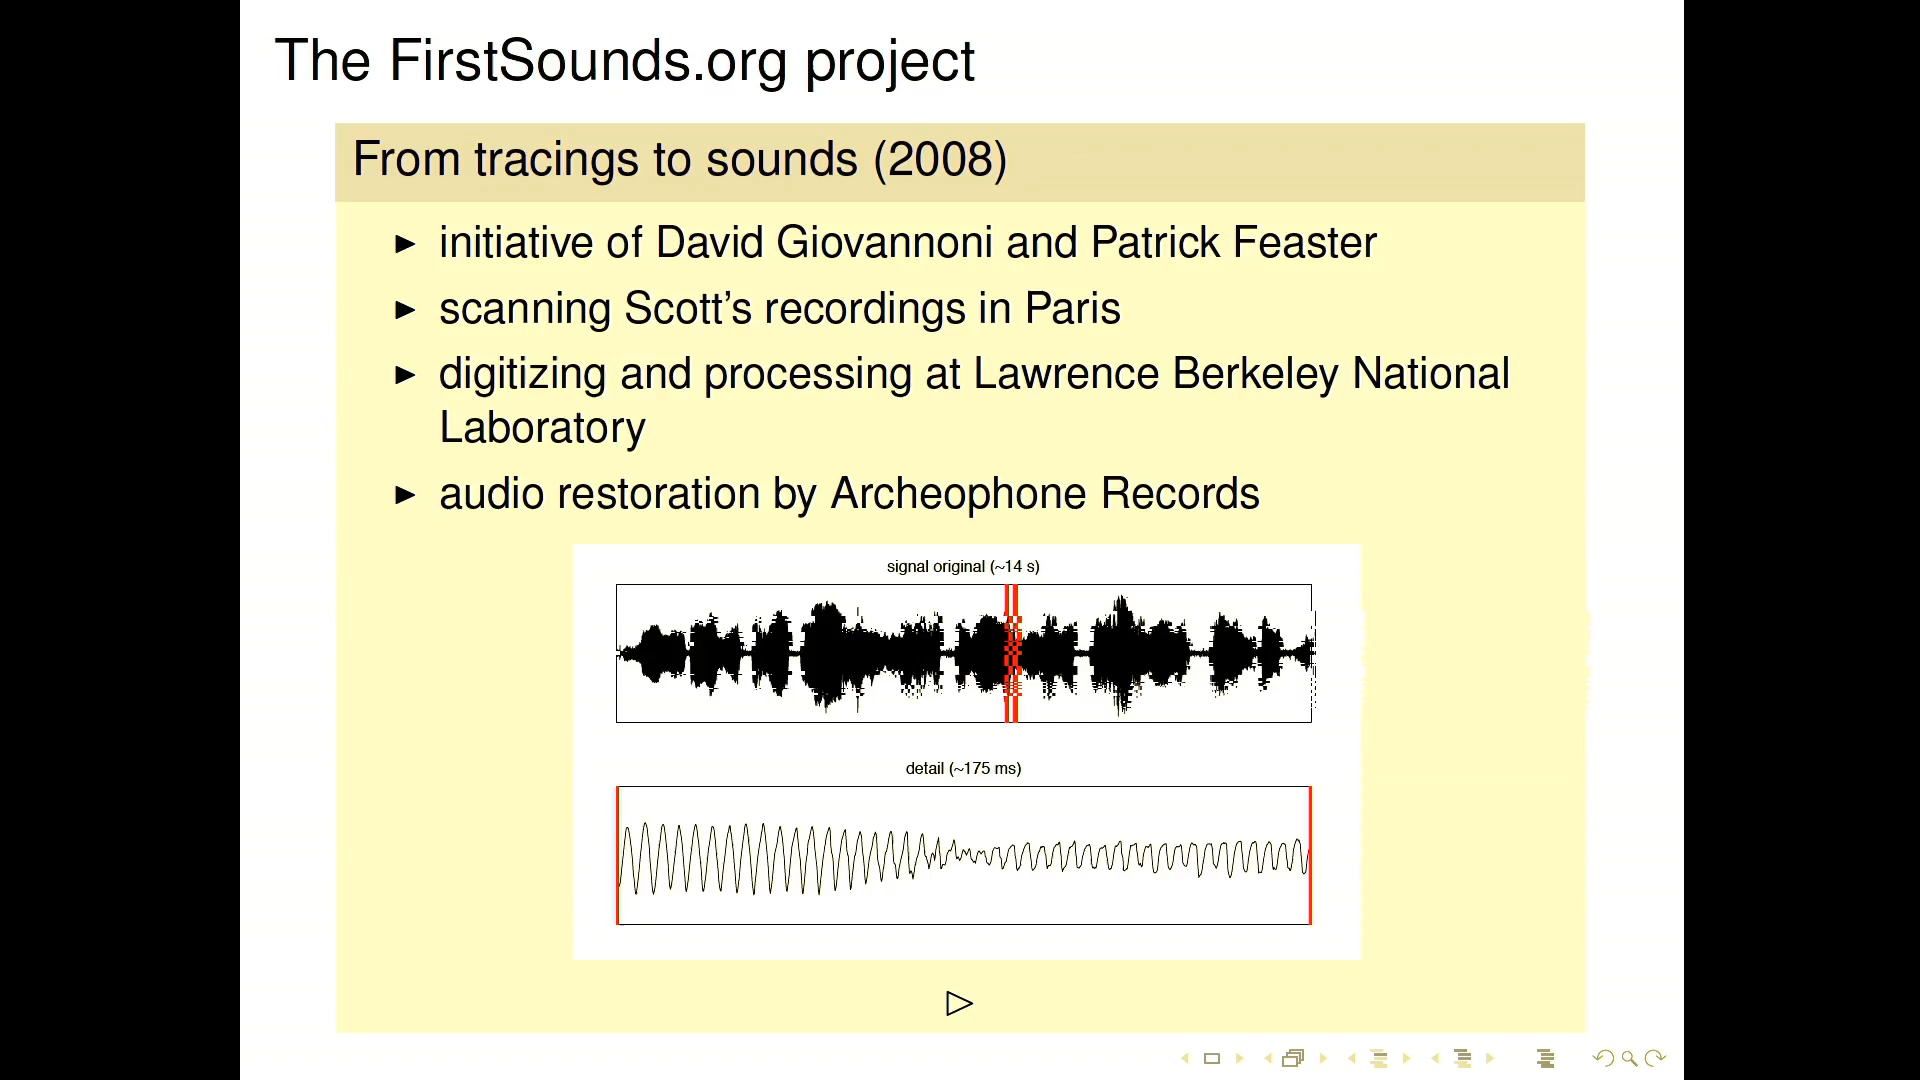 The FirstSounds.org project
From tracings to sounds (2008)
initiative of David Giovannoni and Patrick Feaster
scanning Scott's recordings in Paris
digitizing and processing at Lawrence Berkeley National
Laboratory
audio restoration by Archeophone Records
signal original (~14 s)
detail (~175 ms)